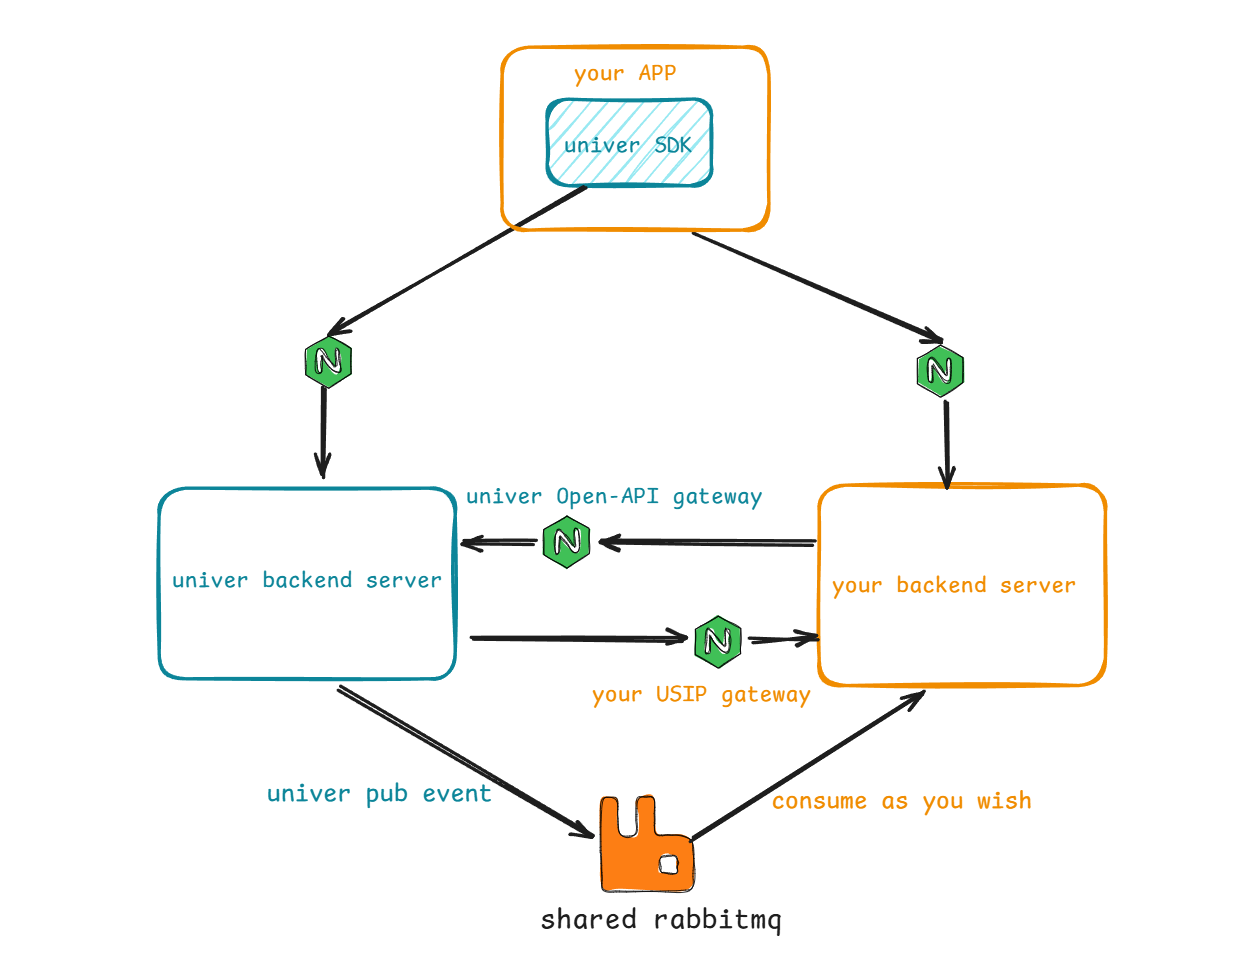 your APP
univer SDK
N
N
univer Open-API gateway
N
univer backend server
your backend server
N
your USIP gateway
univer pub event
consume as you wish
shared rabbitmq